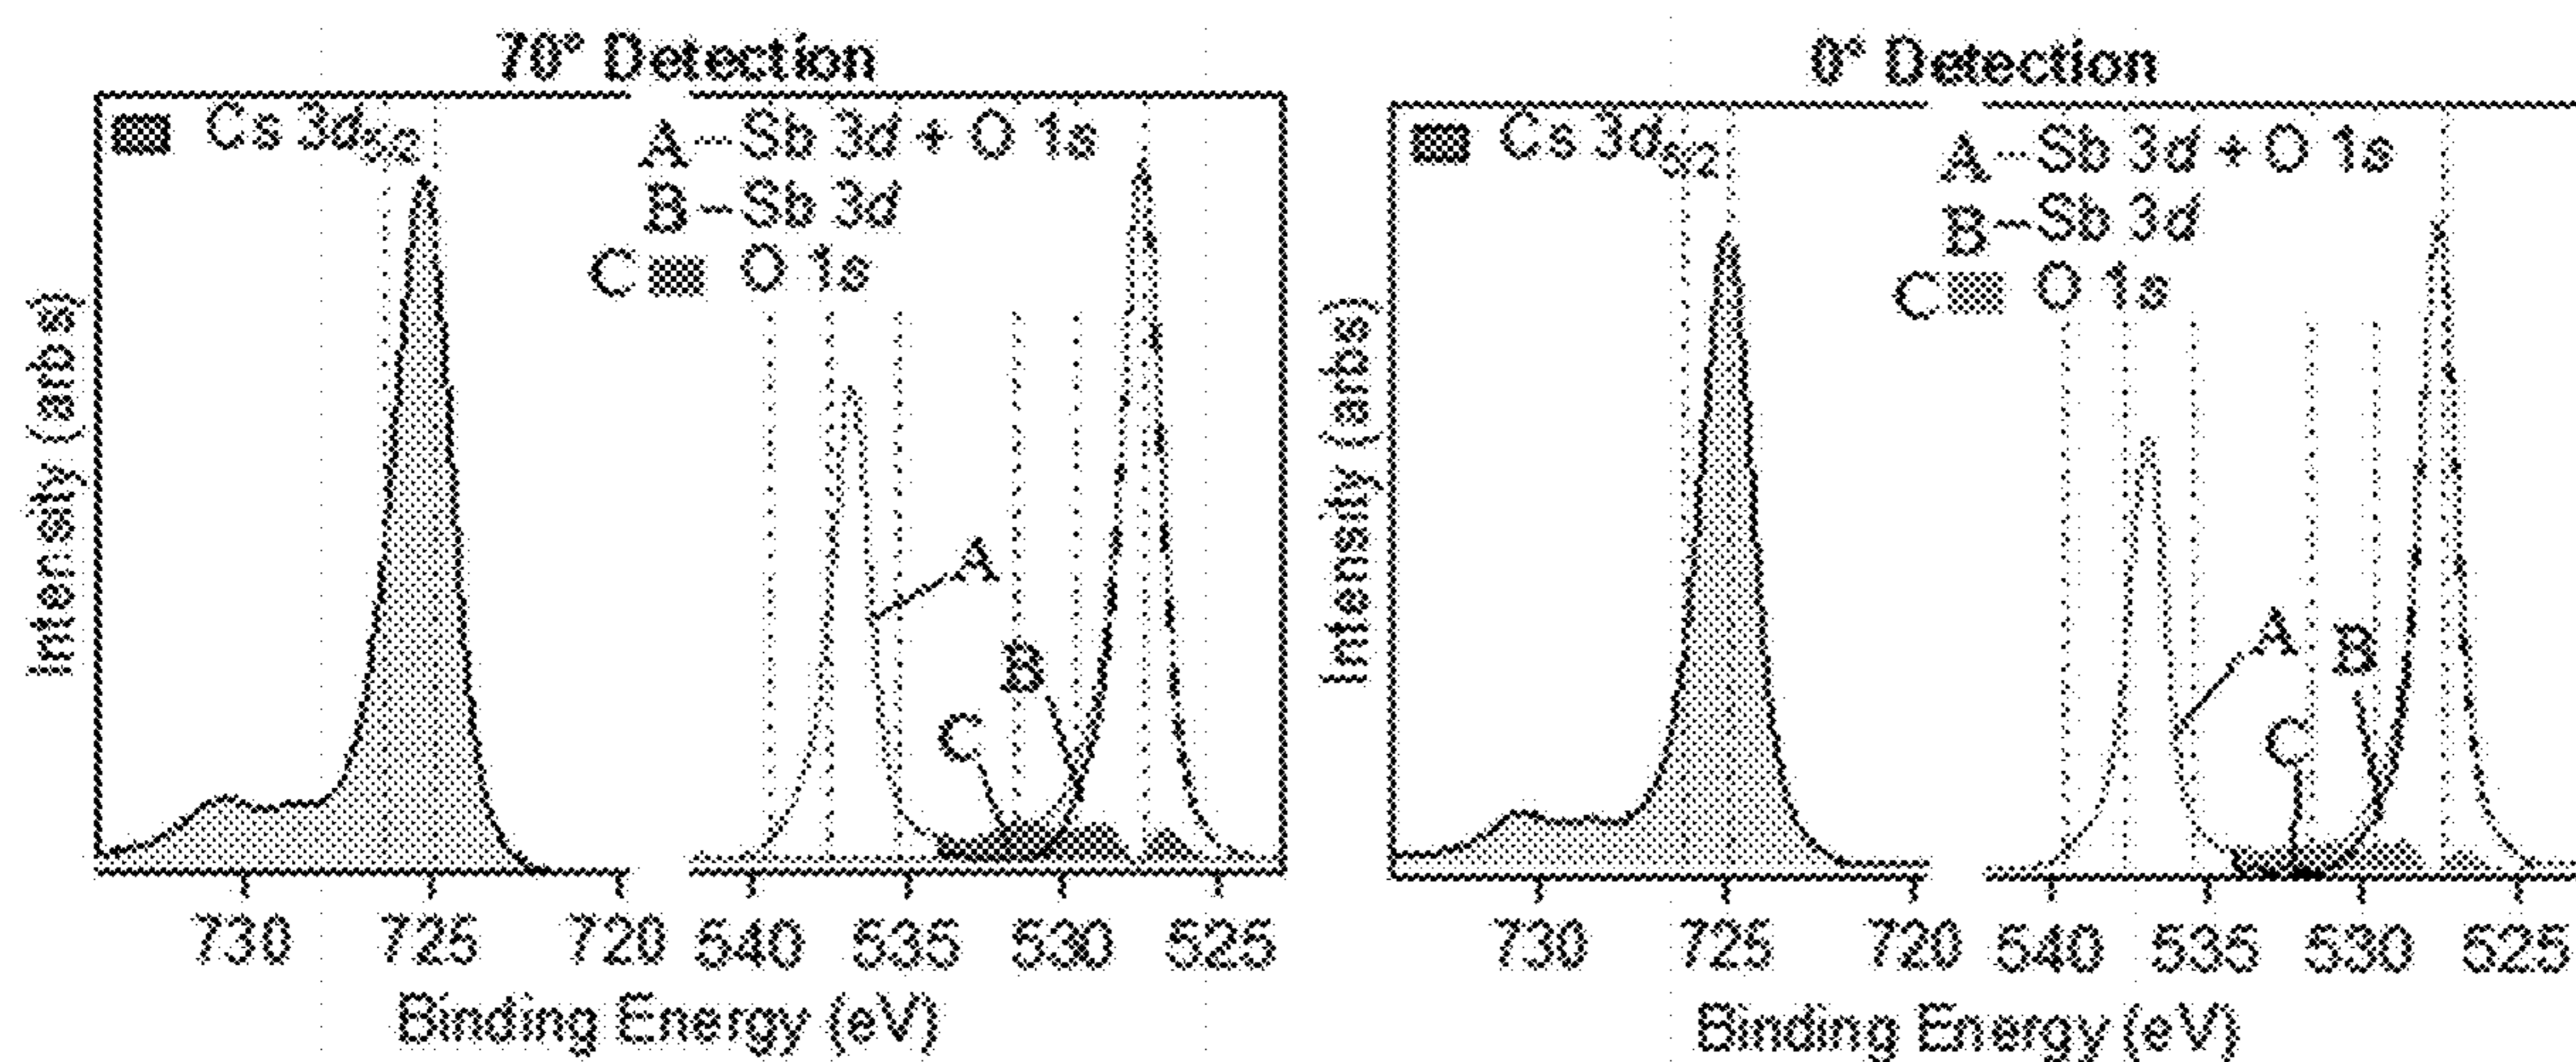 70° Detection
Cs 3d5/2
A Sb 3d + O 1s
B Sb 3d
C O 1s
Intensity (arbs)
A
B
C
730 725 720 540 535 530 525
Binding Energy (eV)
0° Detection
Cs 3d5/2
A Sb 3d + O 1s
B Sb 3d
C O 1s
Intensity (arbs)
A B
C
730 725 720 540 535 530 525
Binding Energy (eV)